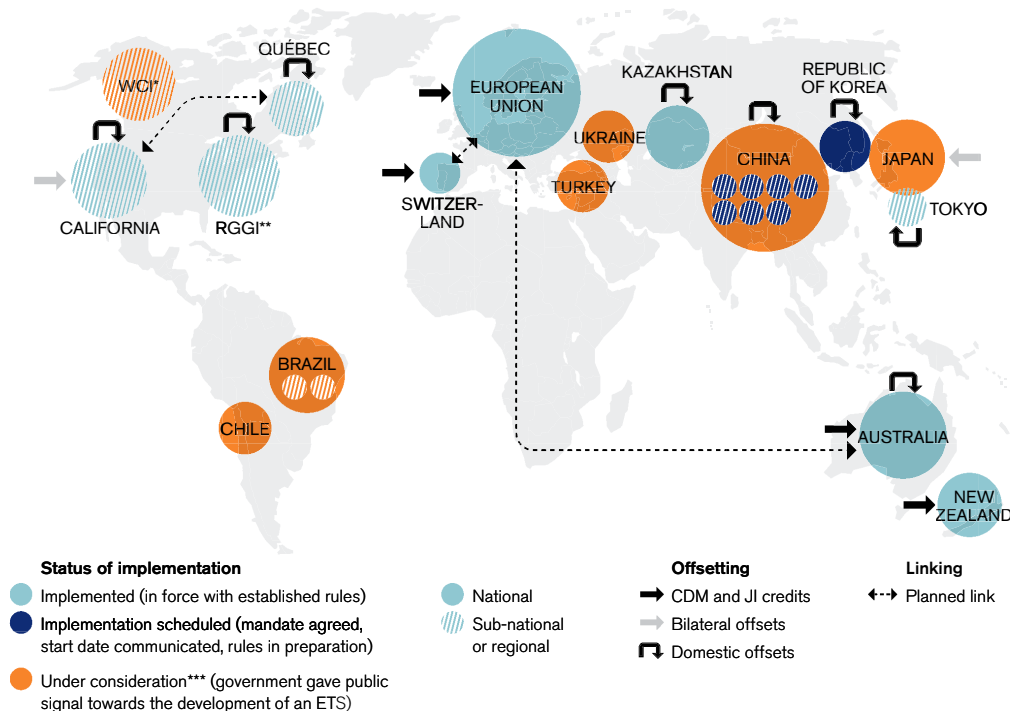 QUÉBEC
WCI*
CALIFORNIA
RGGI**
EUROPEAN
UNION
SWITZER-
LAND
UKRAINE
TURKEY
KAZAKHSTAN
CHINA
REPUBLIC
OF KOREA
JAPAN
TOKYO
BRAZIL
CHILE
AUSTRALIA
NEW
ZEALAND
Status of implementation
Implemented (in force with established rules)
Implementation scheduled (mandate agreed,
start date communicated, rules in preparation)
Under consideration*** (government gave public
signal towards the development of an ETS)
National
Sub-national
or regional
Offsetting
CDM and JI credits
Bilateral offsets
Domestic offsets
Linking
Planned link